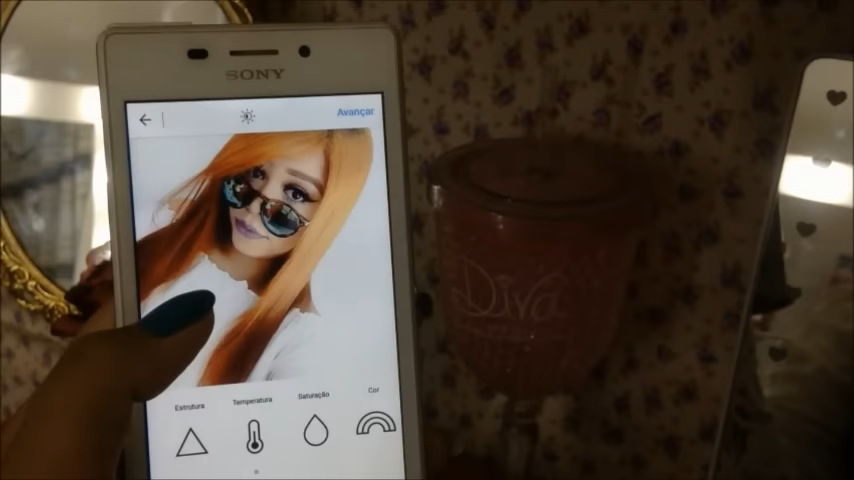 SONY
Avançar
Estrutura
Temperatura
Saturação
Cor
Diva